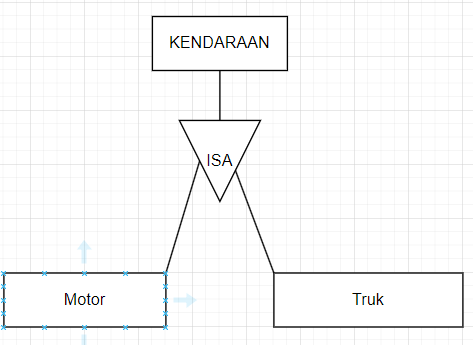 KENDARAAN
ISA
Motor
Truk